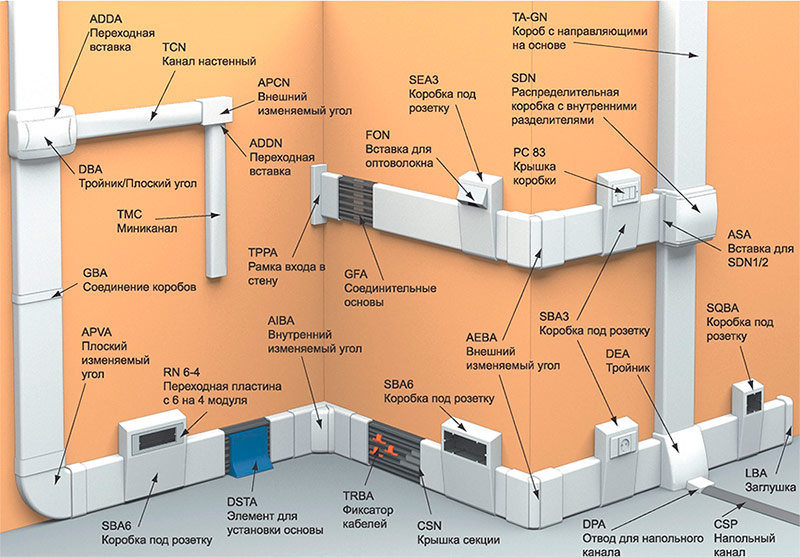 ADDA
Переходная
вставка
TCN
Канал настенный
APCN
Внешний
изменяемый угол
ADDN
Переходная
вставка
DBA
Тройник/Плоский угол
TMC
Миниканал
GBA
Соединение коробов
APVA
Плоский
изменяемый
угол
RN 6-4
Переходная пластина
с 6 на 4 модуля
AIBA
Внутренний
изменяемый угол
TPPA
Рамка входа в
стену
GFA
Соединительные
основы
FON
Вставка для
оптоволокна
SEA3
Коробка под
розетку
TA-GN
Короб с направляющими
на основе
SDN
Распределительная
коробка с внутренними
разделителями
PC 83
Крышка
коробки
ASA
Вставка для
SDN1/2
SBA3
Коробка под розетку
SQBA
Коробка под
розетку
AEBA
Внешний
изменяемый угол
DEA
Тройник
SBA6
Коробка под розетку
SBA6
Коробка под розетку
DSTA
Элемент для
установки основы
TRBA
Фиксатор
кабелей
CSN
Крышка секции
LBA
Заглушка
DPA
Отвод для напольного
канала
CSP
Напольный
канал